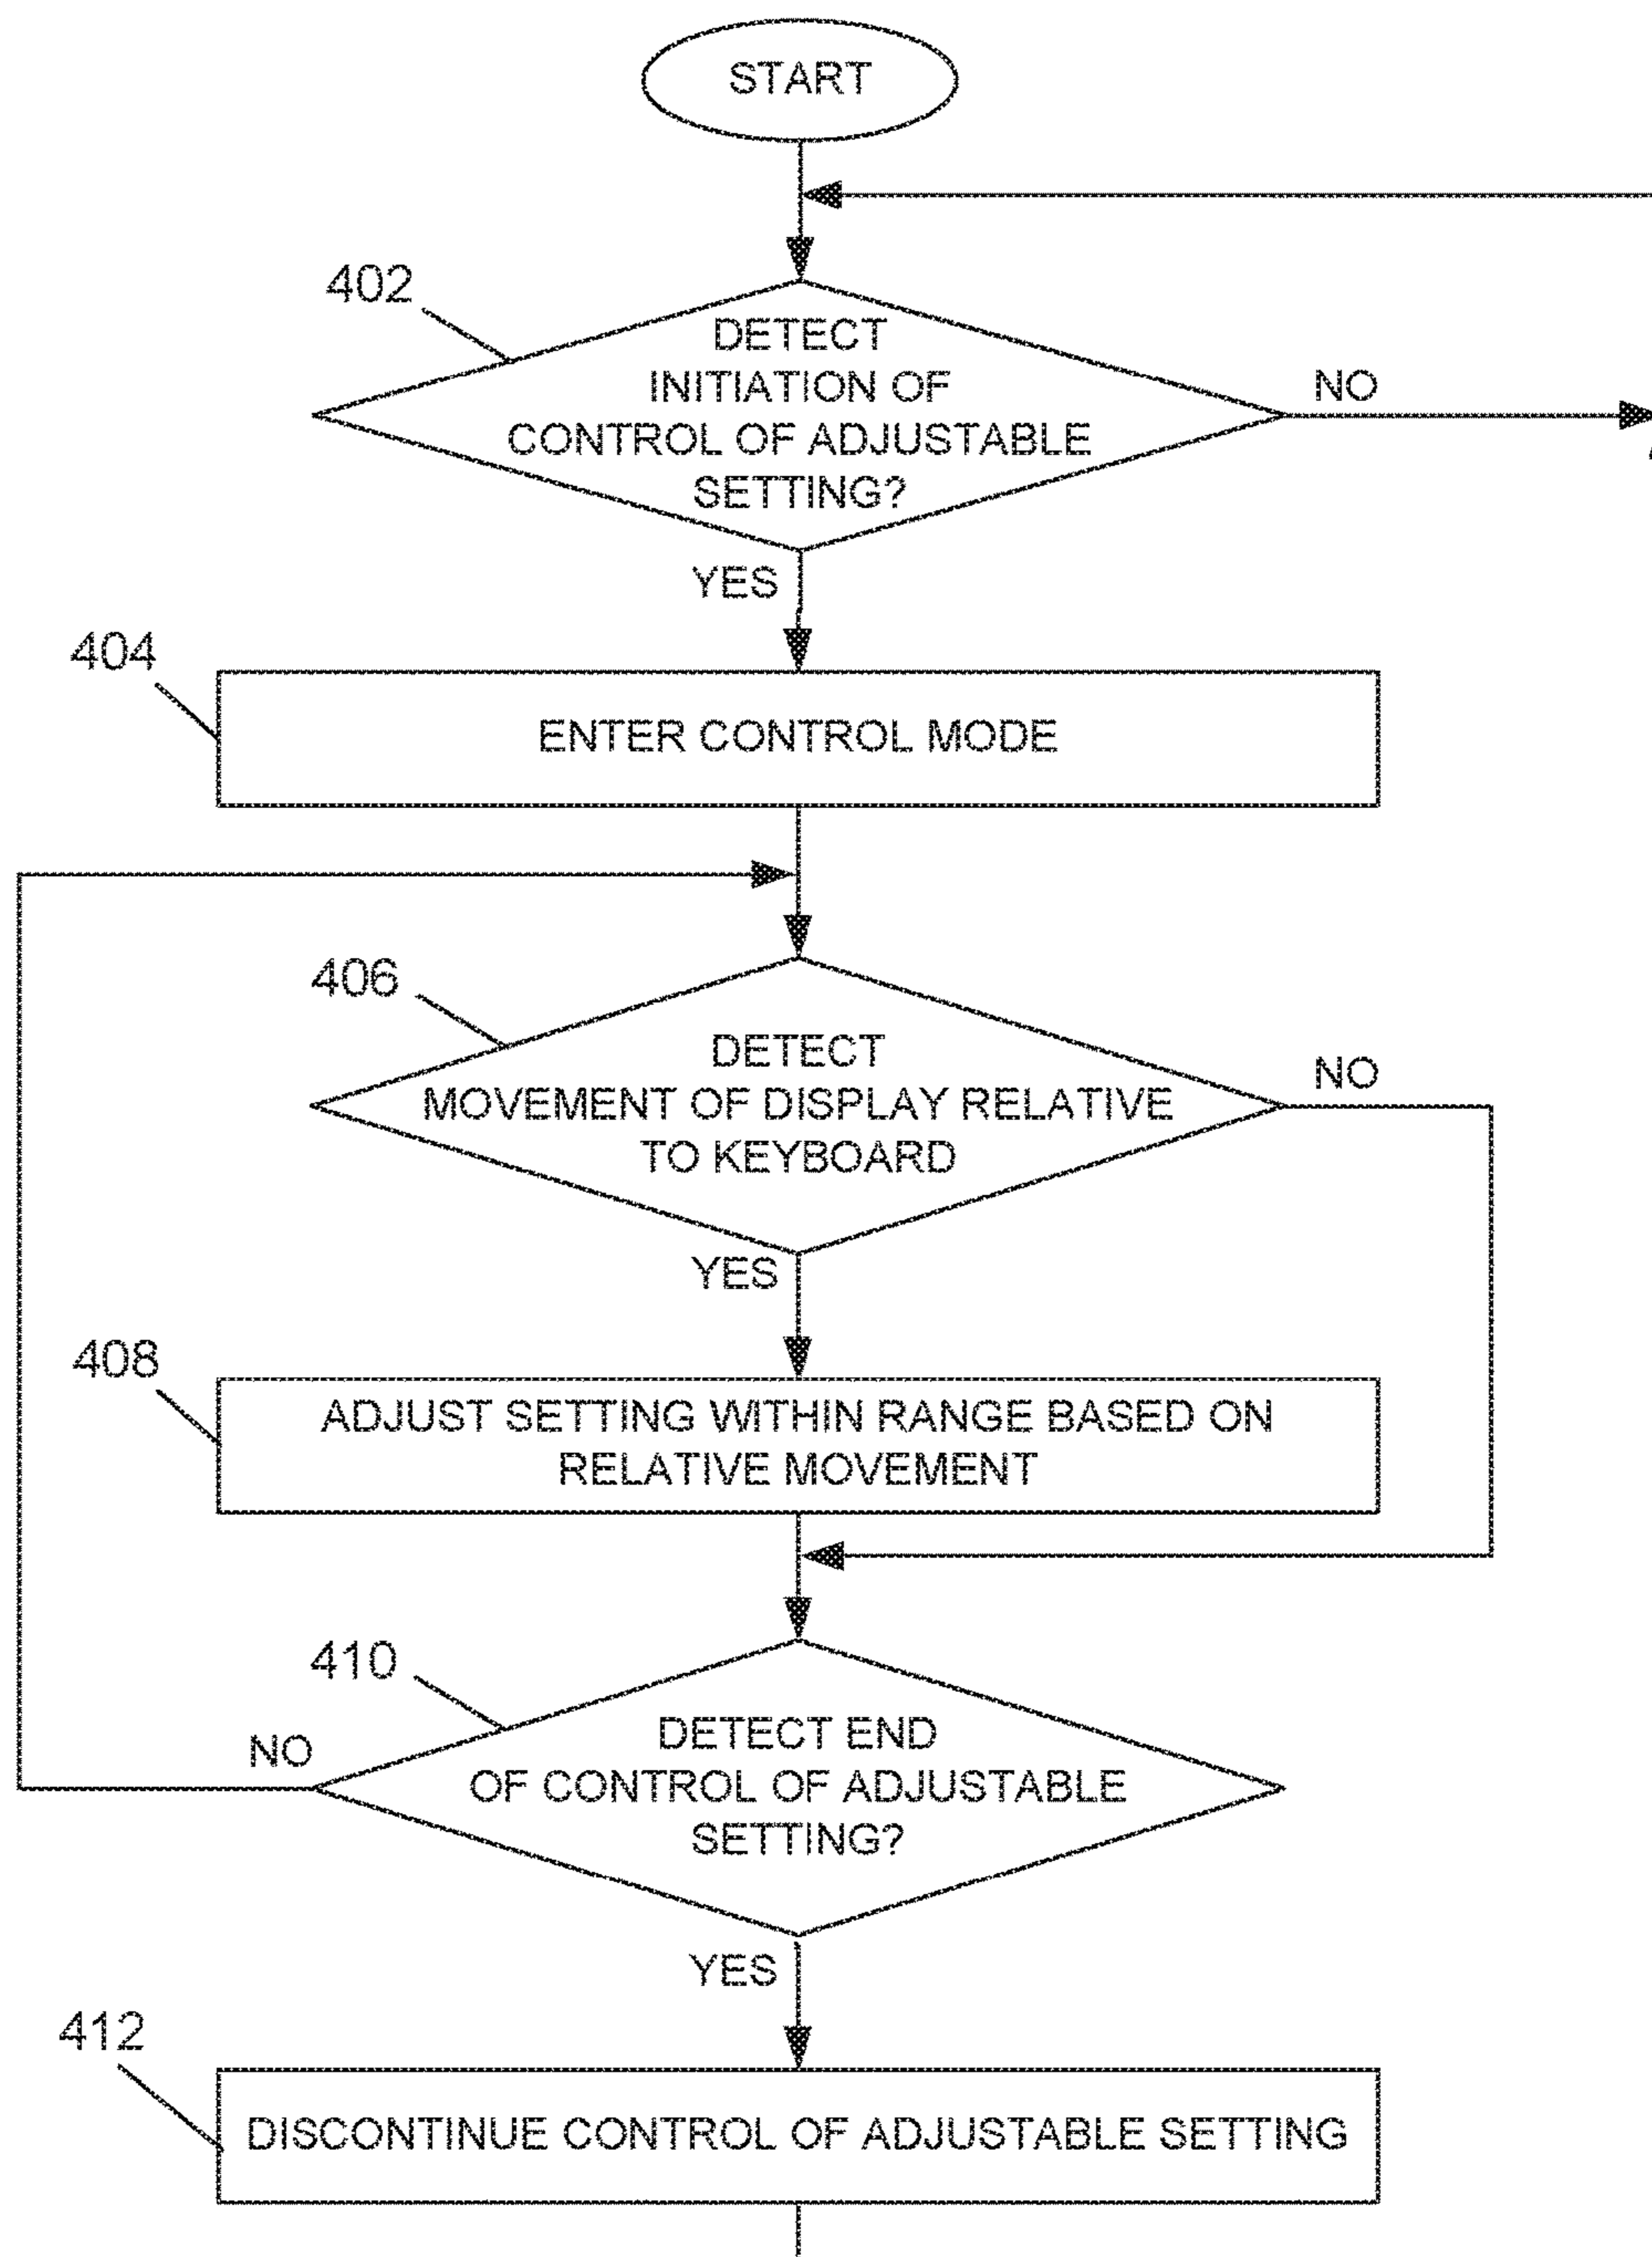 START
402
DETECT
INITIATION OF
CONTROL OF ADJUSTABLE
SETTING?
NO
YES
404
ENTER CONTROL MODE
406
DETECT
MOVEMENT OF DISPLAY RELATIVE
TO KEYBOARD
NO
YES
408
ADJUST SETTING WITHIN RANGE BASED ON
RELATIVE MOVEMENT
410
DETECT END
OF CONTROL OF ADJUSTABLE
SETTING?
NO
YES
412
DISCONTINUE CONTROL OF ADJUSTABLE SETTING